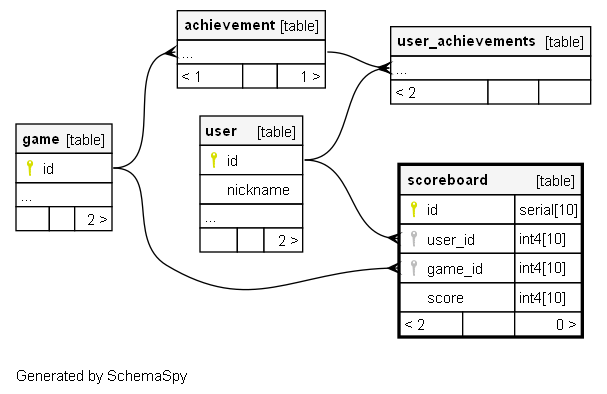 achievement [table]
...
< 1 1 >
user_achievements [table]
...
< 2
game [table]
id
...
2 >
user [table]
id
nickname
...
2 >
scoreboard [table]
id serial[10]
user_id int4[10]
game_id int4[10]
score int4[10]
< 2 0 >
Generated by SchemaSpy